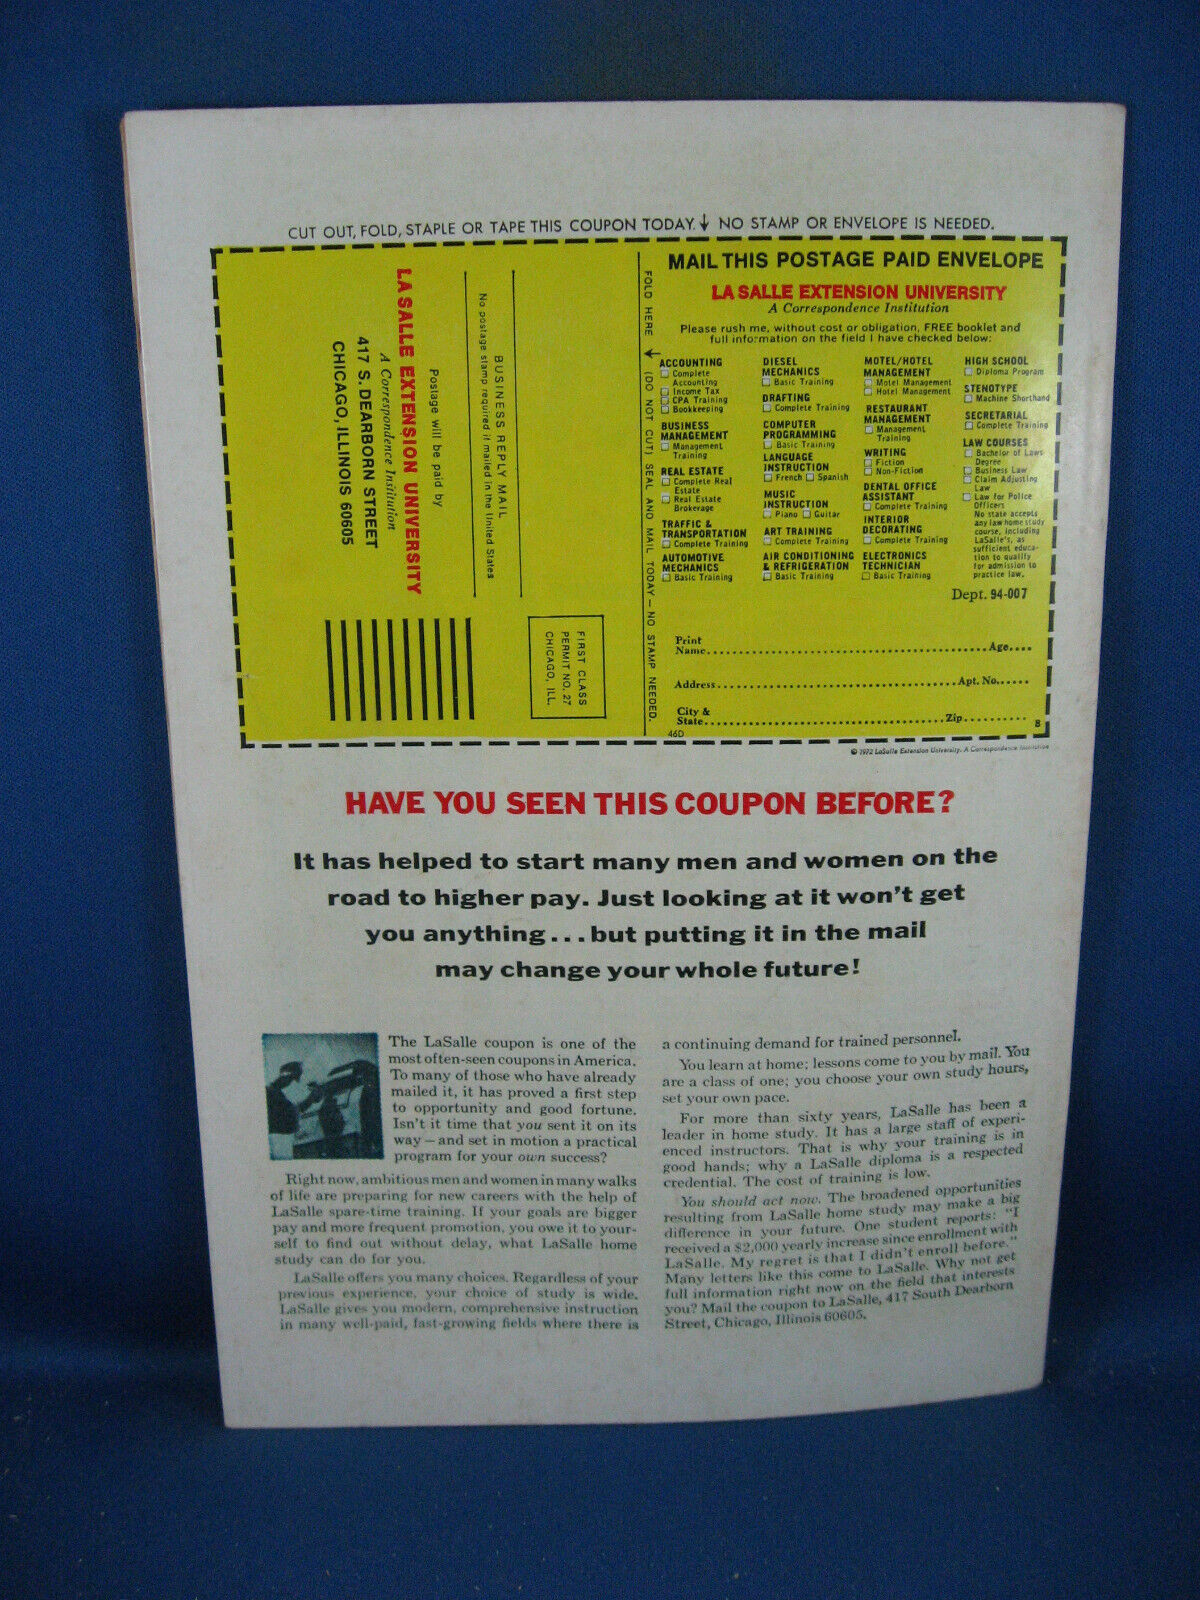 CUT OUT, FOLD, STAPLE OR TAPE THIS COUPON TODAY.↓ NO STAMP OR ENVELOPE IS NEEDED.
FIRST CLASS
PERMIT NO. 27
CHICAGO, ILL.
BUSINESS REPLY MAIL
No postage stamp required if mailed in the United States
Postage will be paid by
LA SALLE EXTENSION UNIVERSITY
A Correspondence Institution
417 S. DEARBORN STREET
CHICAGO, ILLINOIS 60605
FOLD HERE ↓ (DO NOT CUT) SEAL AND MAIL TODAY — NO STAMP NEEDED.
MAIL THIS POSTAGE PAID ENVELOPE
LA SALLE EXTENSION UNIVERSITY
A Correspondence Institution
Please rush me, without cost or obligation, FREE booklet and
full information on the field I have checked below:
ACCOUNTING
☐ Complete
Accounting
☐ Income Tax
☐ CPA Training
☐ Bookkeeping
BUSINESS
MANAGEMENT
☐ Management
Training
REAL ESTATE
☐ Complete Real
Estate
☐ Real Estate
Brokerage
TRAFFIC &
TRANSPORTATION
☐ Complete Training
AUTOMOTIVE
MECHANICS
☐ Basic Training
DIESEL
MECHANICS
☐ Basic Training
DRAFTING
☐ Complete Training
COMPUTER
PROGRAMMING
☐ Basic Training
LANGUAGE
INSTRUCTION
☐ French ☐ Spanish
MUSIC
INSTRUCTION
☐ Piano ☐ Guitar
ART TRAINING
☐ Complete Training
AIR CONDITIONING
& REFRIGERATION
☐ Basic Training
MOTEL/HOTEL
MANAGEMENT
☐ Motel Management
☐ Hotel Management
RESTAURANT
MANAGEMENT
☐ Management
Training
WRITING
☐ Fiction
☐ Non-Fiction
DENTAL OFFICE
ASSISTANT
☐ Complete Training
INTERIOR
DECORATING
☐ Complete Training
ELECTRONICS
TECHNICIAN
☐ Basic Training
HIGH SCHOOL
☐ Diploma Program
STENOTYPE
☐ Machine Shorthand
SECRETARIAL
☐ Complete Training
LAW COURSES
☐ Bachelor of Laws
Degree
☐ Business Law
☐ Claim Adjusting
Law
☐ Law for Police
Officers
No state accepts
any law home study
course, including
LaSalle's, as
sufficient educa-
tion to qualify
for admission to
practice law.
Dept. 94-007
Print
Name........Age....
Address........Apt. No......
City &
State........Zip..........
46D
8
© 1972 LaSalle Extension University. A Correspondence Institution
HAVE YOU SEEN THIS COUPON BEFORE?
It has helped to start many men and women on the
road to higher pay. Just looking at it won't get
you anything...but putting it in the mail
may change your whole future!
The LaSalle coupon is one of the
most often-seen coupons in America.
To many of those who have already
mailed it, it has proved a first step
to opportunity and good fortune.
Isn't it time that you sent it on its
way—and set in motion a practical
program for your own success?
Right now, ambitious men and women in many walks
of life are preparing for new careers with the help of
LaSalle spare-time training. If your goals are bigger
pay and more frequent promotion, you owe it to your-
self to find out without delay, what LaSalle home
study can do for you.
LaSalle offers you many choices. Regardless of your
previous experience, your choice of study is wide.
LaSalle gives you modern, comprehensive instruction
in many well-paid, fast-growing fields where there is
a continuing demand for trained personnel.
You learn at home; lessons come to you by mail. You
are a class of one; you choose your own study hours,
set your own pace.
For more than sixty years, LaSalle has been a
leader in home study. It has a large staff of experi-
enced instructors. That is why your training is in
good hands; why a LaSalle diploma is a respected
credential. The cost of training is low.
You should act now. The broadened opportunities
resulting from LaSalle home study may make a big
difference in your future. One student reports: "I
received a $2,000 yearly increase since enrollment with
LaSalle. My regret is that I didn't enroll before."
Many letters like this come to LaSalle. Why not get
full information right now on the field that interests
you? Mail the coupon to LaSalle, 417 South Dearborn
Street, Chicago, Illinois 60605.